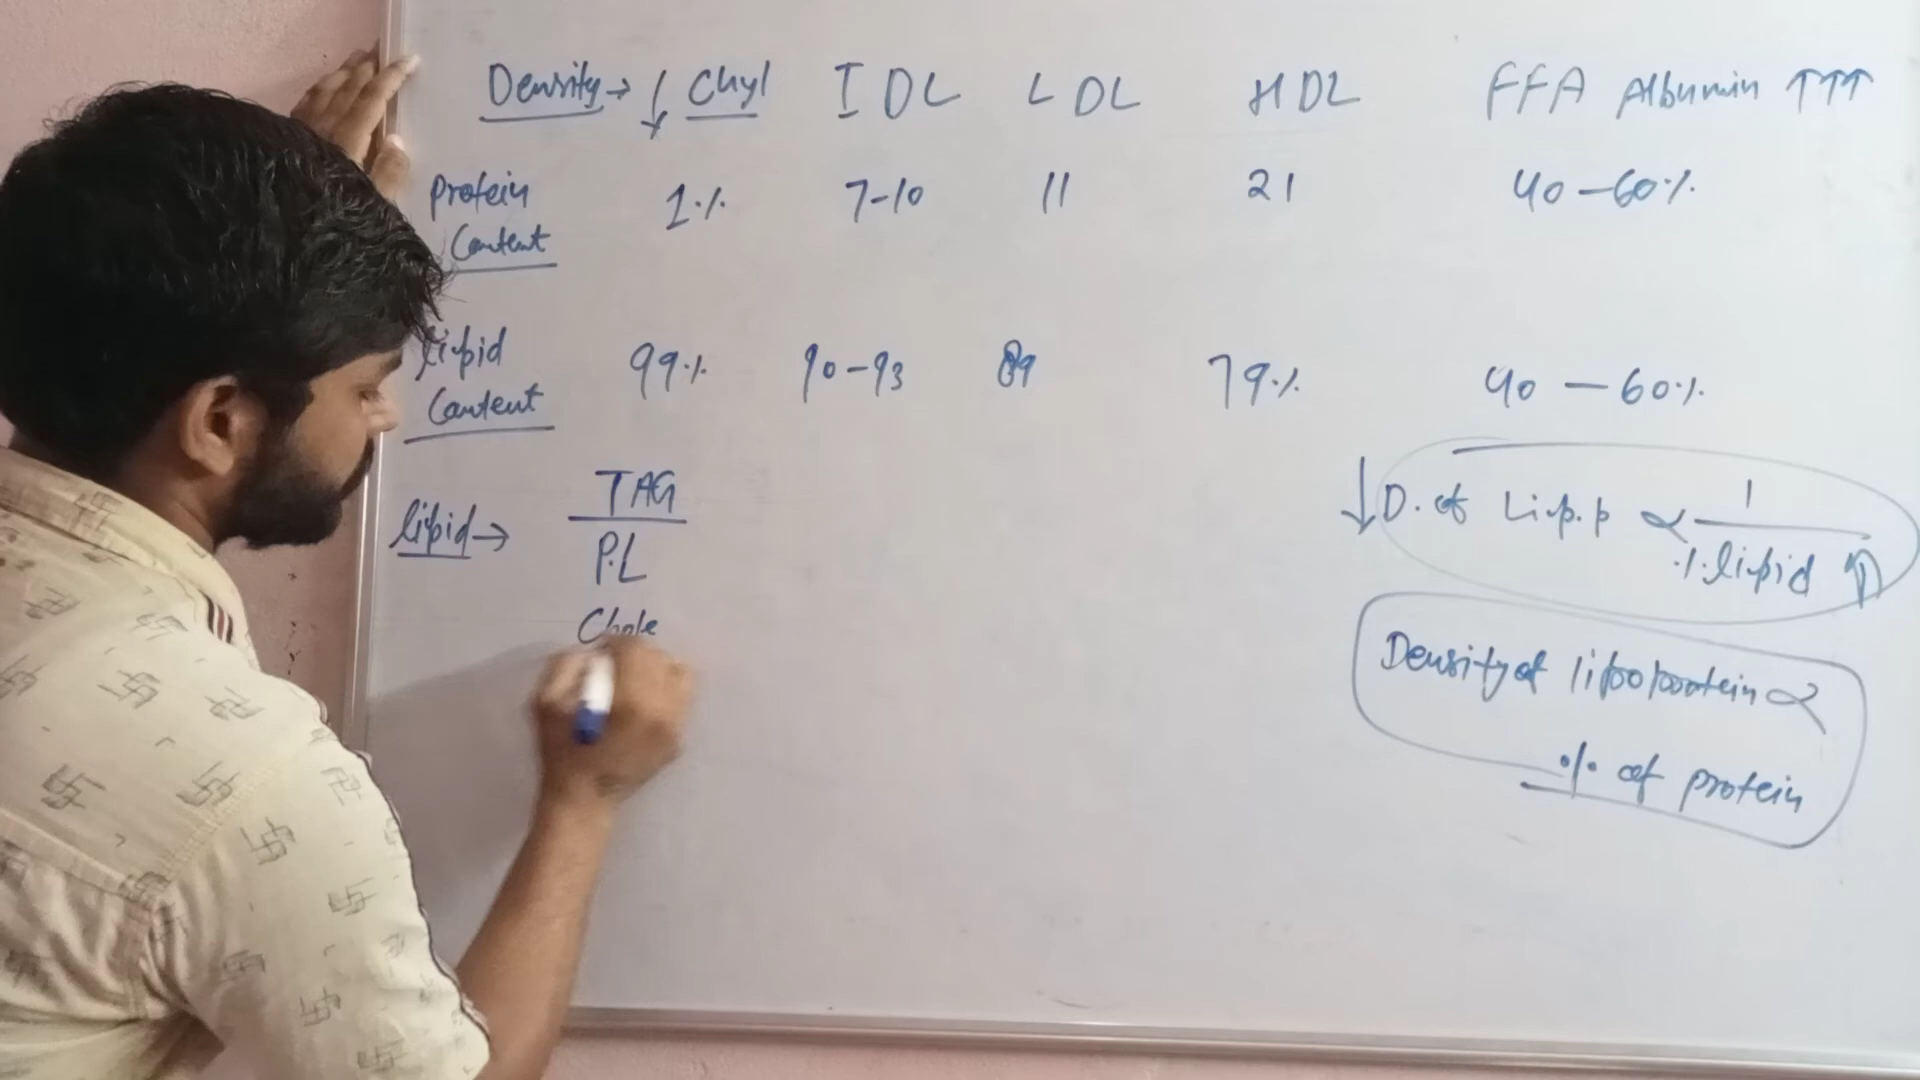 Density → ↓ Chyl IDL LDL HDL FFA Albumin ↑↑↑
Protein Content 1% 7-10 11 21 40-60%
Lipid Content 99% 90-93 89 79% 40-60%
lipid → TAG
P.L
Chole
↓ D. of Lip.p ∝ 1
% lipid ↑
Density of lipoprotein ∝
% of protein